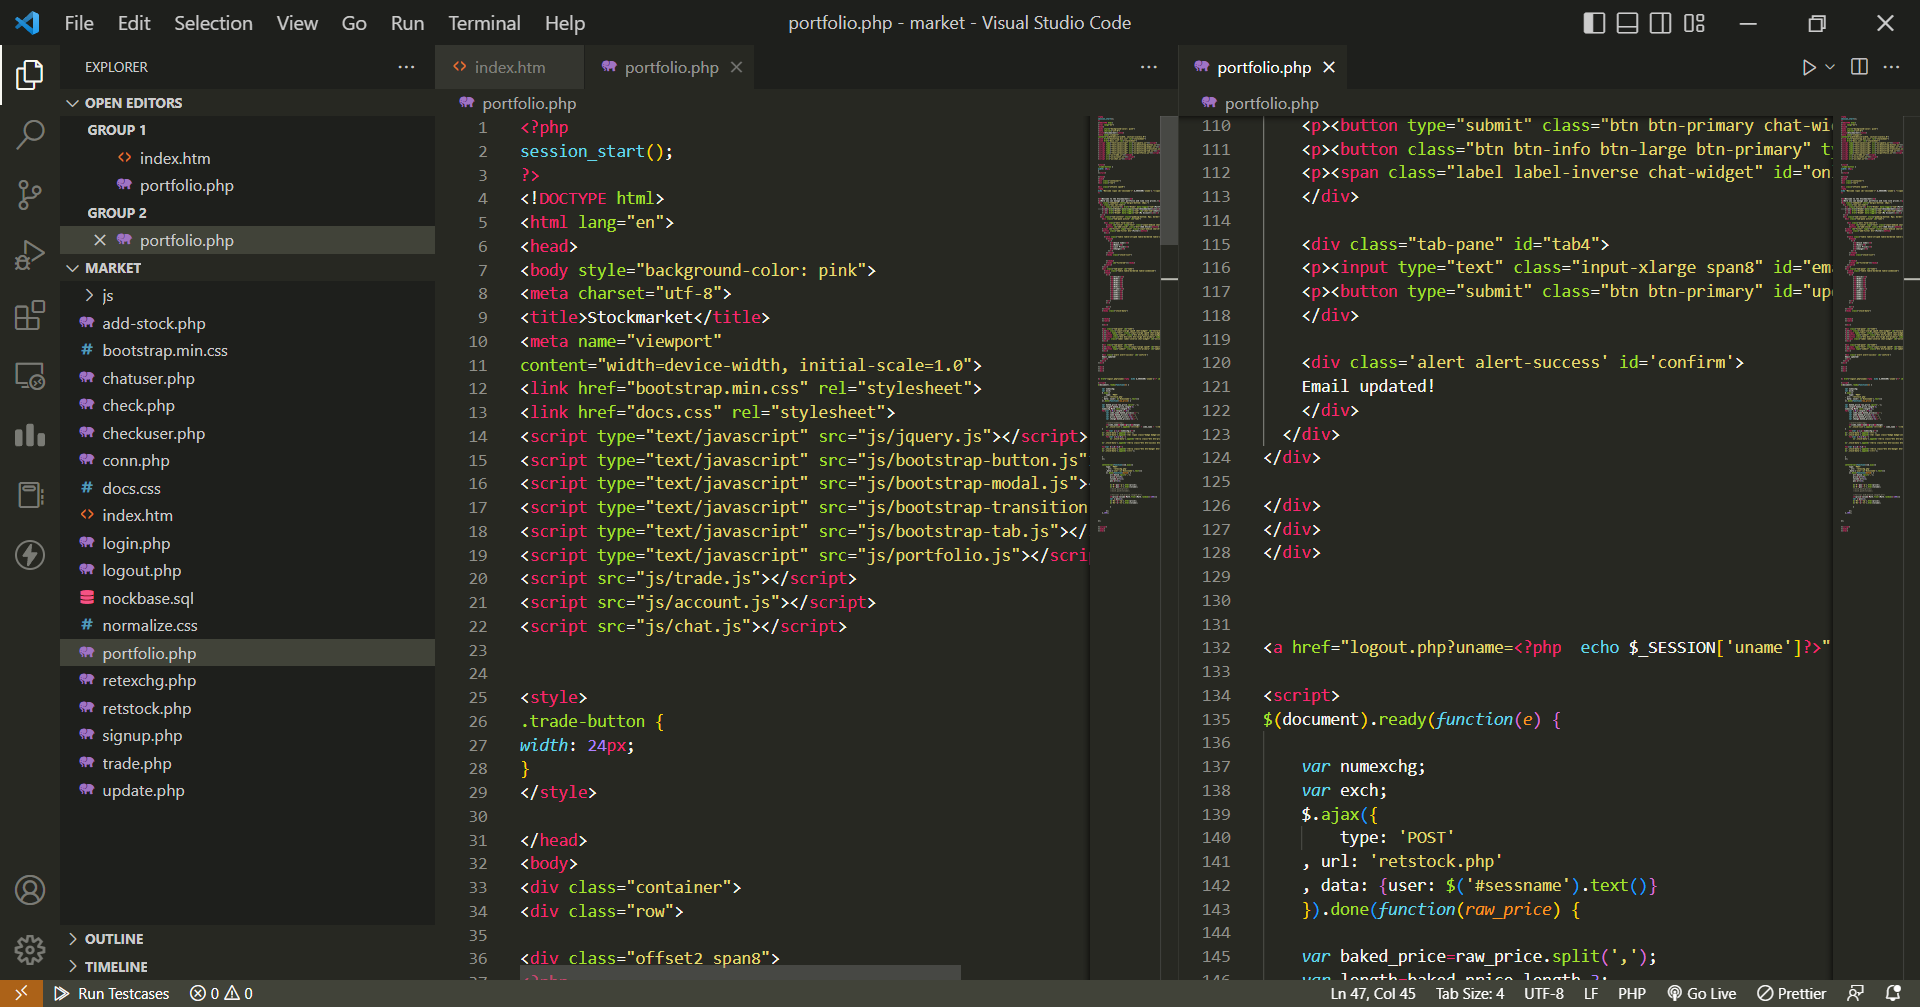 File Edit Selection View Go Run Terminal Help
portfolio.php - market - Visual Studio Code
EXPLORER
OPEN EDITORS
GROUP 1
index.htm
portfolio.php
GROUP 2
portfolio.php
MARKET
js
add-stock.php
bootstrap.min.css
chatuser.php
check.php
checkuser.php
conn.php
docs.css
index.htm
login.php
logout.php
nockbase.sql
normalize.css
portfolio.php
retexchg.php
retstock.php
signup.php
trade.php
update.php
OUTLINE
TIMELINE
index.htm portfolio.php
portfolio.php
1 <?php
2 session_start();
3 ?>
4 <!DOCTYPE html>
5 <html lang="en">
6 <head>
7 <body style="background-color: pink">
8 <meta charset="utf-8">
9 <title>Stockmarket</title>
10 <meta name="viewport"
11 content="width=device-width, initial-scale=1.0">
12 <link href="bootstrap.min.css" rel="stylesheet">
13 <link href="docs.css" rel="stylesheet">
14 <script type="text/javascript" src="js/jquery.js"></script>
15 <script type="text/javascript" src="js/bootstrap-button.js"
16 <script type="text/javascript" src="js/bootstrap-modal.js">
17 <script type="text/javascript" src="js/bootstrap-transition
18 <script type="text/javascript" src="js/bootstrap-tab.js"></
19 <script type="text/javascript" src="js/portfolio.js"></scri
20 <script src="js/trade.js"></script>
21 <script src="js/account.js"></script>
22 <script src="js/chat.js"></script>
23
24
25 <style>
26 .trade-button {
27 width: 24px;
28 }
29 </style>
30
31 </head>
32 <body>
33 <div class="container">
34 <div class="row">
35
36 <div class="offset2 span8">
37 <?php
portfolio.php
portfolio.php
110 <p><button type="submit" class="btn btn-primary chat-wi
111 <p><button class="btn btn-info btn-large btn-primary" t
112 <p><span class="label label-inverse chat-widget" id="on
113 </div>
114
115 <div class="tab-pane" id="tab4">
116 <p><input type="text" class="input-xlarge span8" id="em
117 <p><button type="submit" class="btn btn-primary" id="up
118 </div>
119
120 <div class='alert alert-success' id='confirm'>
121 Email updated!
122 </div>
123 </div>
124 </div>
125
126 </div>
127 </div>
128 </div>
129
130
131
132 <a href="logout.php?uname=<?php  echo $_SESSION['uname']?>"
133
134 <script>
135 $(document).ready(function(e) {
136
137 var numexchg;
138 var exch;
139 $.ajax({
140 type: 'POST'
141 , url: 'retstock.php'
142 , data: {user: $('#sessname').text()}
143 }).done(function(raw_price) {
144
145 var baked_price=raw_price.split(',');
146 var length=baked_price.length-2;
Run Testcases 0 0
Ln 47, Col 45 Tab Size: 4 UTF-8 LF PHP Go Live Prettier